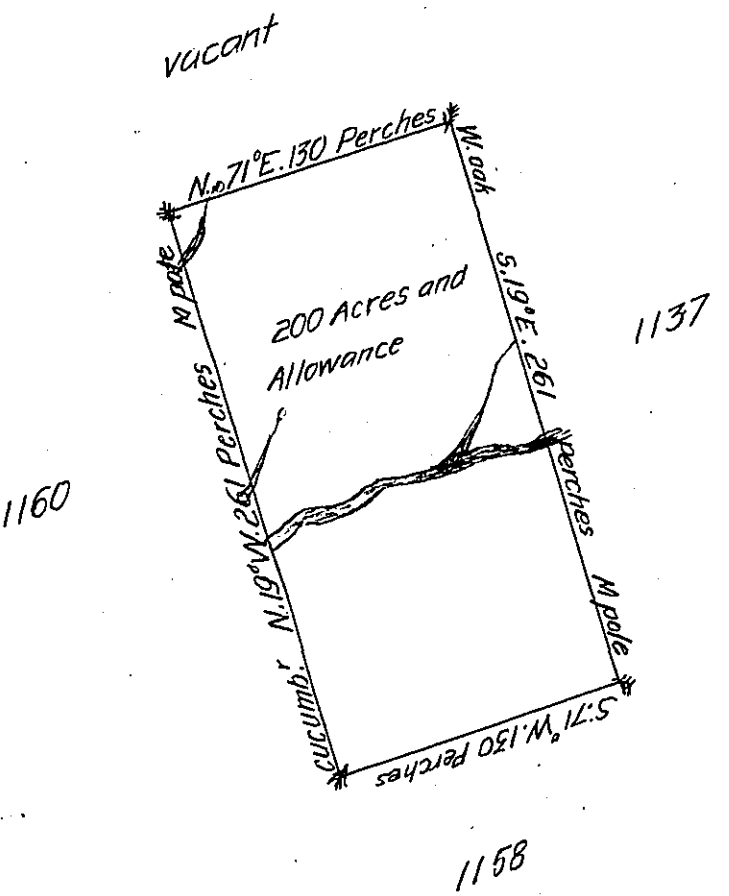 vacant
N. 71°E. 130 Perches
W. oak
S. 19°E. 261 perches
M pole
1137
200 Acres and
Allowance
M pole
N. 19° W. 261 Perches
1160
cucumb.r
S. 71° W. 130 Perches
1158